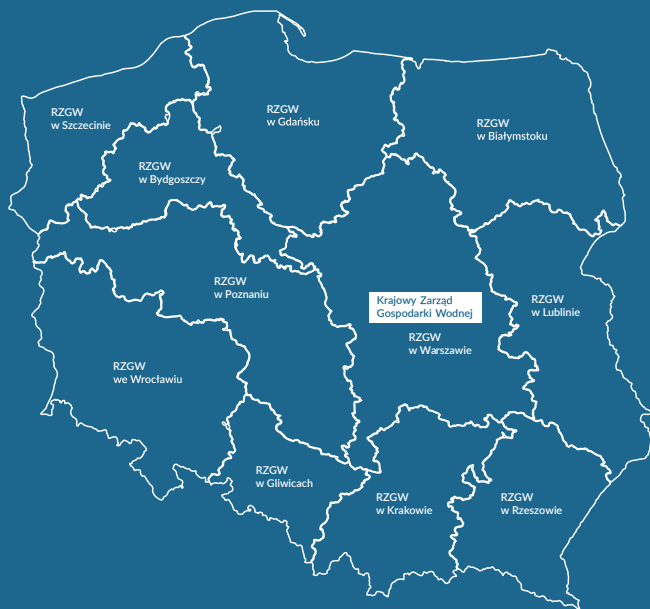 RZGW
w Szczecinie
RZGW
w Gdańsku
RZGW
w Białymstoku
RZGW
w Bydgoszczy
RZGW
w Poznaniu
Krajowy Zarząd
Gospodarki Wodnej
RZGW
w Warszawie
RZGW
w Lublinie
RZGW
we Wrocławiu
RZGW
w Gliwicach
RZGW
w Krakowie
RZGW
w Rzeszowie